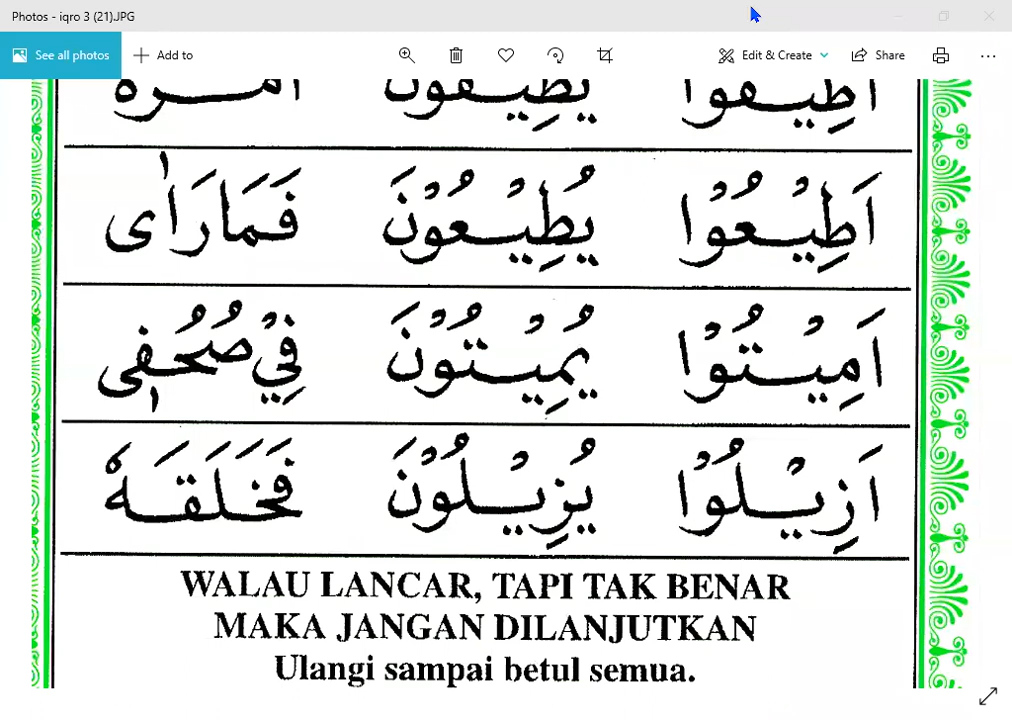 Photos - iqro 3 (21).JPG
See all photos
Add to
Edit & Create
Share
اَطِيْعُوْا يُطِيْعُوْنَ فَمَارَاٰى
اَمِيْتُوْا يُمِيْتُوْنَ فِيْ صُحُفِى
اَزِيْلُوْا يُزِيْلُوْنَ فَخَلَقَهٗ
WALAU LANCAR, TAPI TAK BENAR
MAKA JANGAN DILANJUTKAN
Ulangi sampai betul semua.